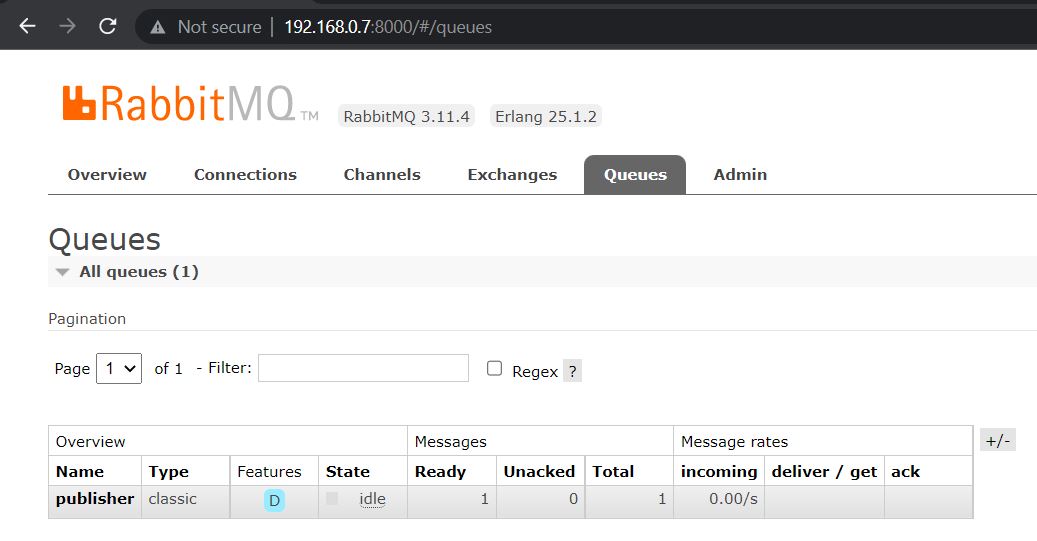 Not secure | 192.168.0.7:8000/#/queues
RabbitMQ TM RabbitMQ 3.11.4 Erlang 25.1.2
Overview Connections Channels Exchanges Queues Admin
Queues
All queues (1)
Pagination
Page 1 of 1 - Filter: Regex ?
Overview Messages Message rates +/-
Name Type Features State Ready Unacked Total incoming deliver / get ack
publisher classic D idle 1 0 1 0.00/s